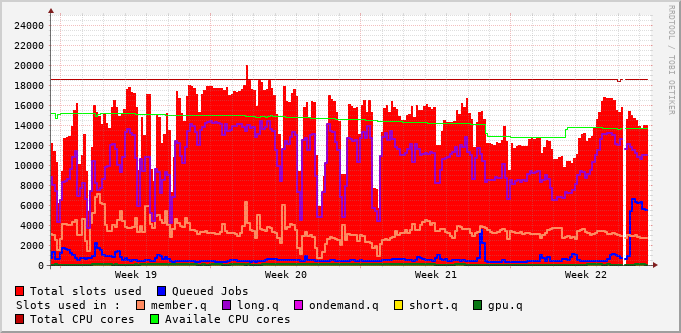 24000
22000
20000
18000
16000
14000
12000
10000
8000
6000
4000
2000
0
Week 19 Week 20 Week 21 Week 22
Total slots used Queued Jobs
Slots used in : member.q long.q ondemand.q short.q gpu.q
Total CPU cores Availale CPU cores
RRDTOOL / TOBI OETIKER